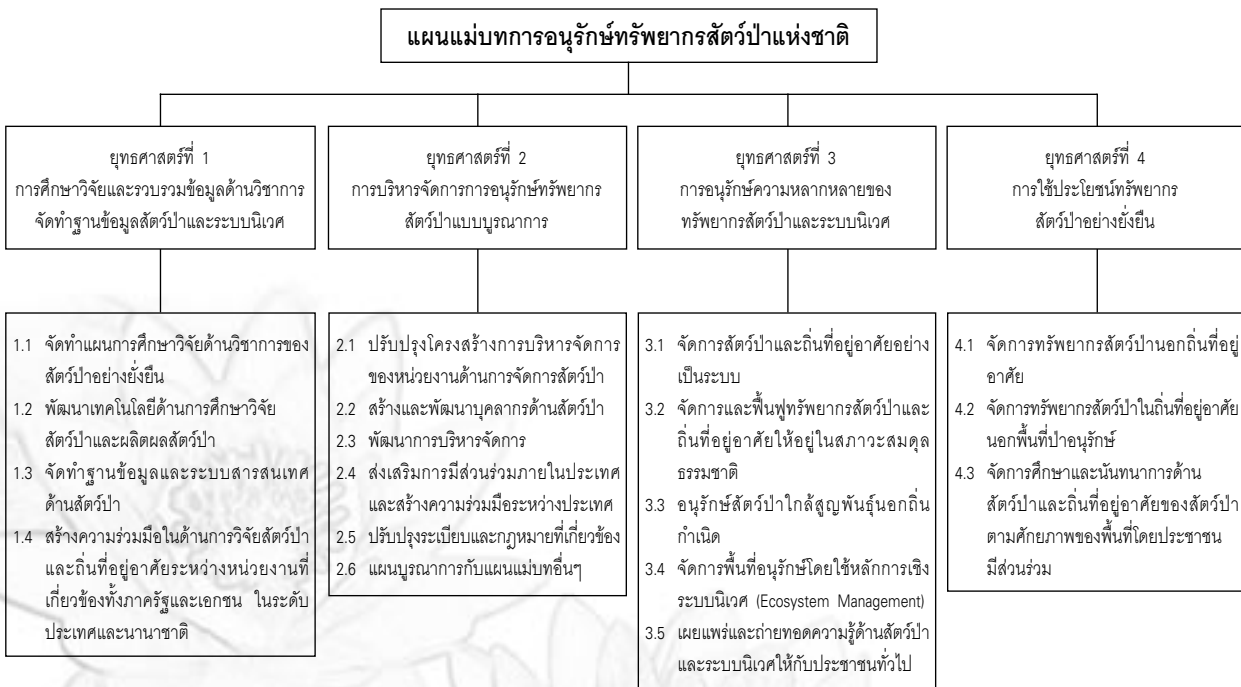 แผนแม่บทการอนุรักษ์ทรัพยากรสัตว์ป่าแห่งชาติ
ยุทธศาสตร์ที่ 1
การศึกษาวิจัยและรวบรวมข้อมูลด้านวิชาการ
จัดทำฐานข้อมูลสัตว์ป่าและระบบนิเวศ
ยุทธศาสตร์ที่ 2
การบริหารจัดการการอนุรักษ์ทรัพยากร
สัตว์ป่าแบบบูรณาการ
ยุทธศาสตร์ที่ 3
การอนุรักษ์ความหลากหลายของ
ทรัพยากรสัตว์ป่าและระบบนิเวศ
ยุทธศาสตร์ที่ 4
การใช้ประโยชน์ทรัพยากร
สัตว์ป่าอย่างยั่งยืน
1.1 จัดทำแผนการศึกษาวิจัยด้านวิชาการของ
สัตว์ป่าอย่างยั่งยืน
1.2 พัฒนาเทคโนโลยีด้านการศึกษาวิจัย
สัตว์ป่าและผลิตผลสัตว์ป่า
1.3 จัดทำฐานข้อมูลและระบบสารสนเทศ
ด้านสัตว์ป่า
1.4 สร้างความร่วมมือในด้านการวิจัยสัตว์ป่า
และถิ่นที่อยู่อาศัยระหว่างหน่วยงานที่
เกี่ยวข้องทั้งภาครัฐและเอกชน ในระดับ
ประเทศและนานาชาติ
2.1 ปรับปรุงโครงสร้างการบริหารจัดการ
ของหน่วยงานด้านการจัดการสัตว์ป่า
2.2 สร้างและพัฒนาบุคลากรด้านสัตว์ป่า
2.3 พัฒนาการบริหารจัดการ
2.4 ส่งเสริมการมีส่วนร่วมภายในประเทศ
และสร้างความร่วมมือระหว่างประเทศ
2.5 ปรับปรุงระเบียบและกฎหมายที่เกี่ยวข้อง
2.6 แผนบูรณาการกับแผนแม่บทอื่นๆ
3.1 จัดการสัตว์ป่าและถิ่นที่อยู่อาศัยอย่าง
เป็นระบบ
3.2 จัดการและฟื้นฟูทรัพยากรสัตว์ป่าและ
ถิ่นที่อยู่อาศัยให้อยู่ในสภาวะสมดุล
ธรรมชาติ
3.3 อนุรักษ์สัตว์ป่าใกล้สูญพันธุ์นอกถิ่น
กำเนิด
3.4 จัดการพื้นที่อนุรักษ์โดยใช้หลักการเชิง
ระบบนิเวศ (Ecosystem Management)
3.5 เผยแพร่และถ่ายทอดความรู้ด้านสัตว์ป่า
และระบบนิเวศให้กับประชาชนทั่วไป
4.1 จัดการทรัพยากรสัตว์ป่านอกถิ่นที่อยู่
อาศัย
4.2 จัดการทรัพยากรสัตว์ป่าในถิ่นที่อยู่อาศัย
นอกพื้นที่ป่าอนุรักษ์
4.3 จัดการศึกษาและนันทนาการด้าน
สัตว์ป่าและถิ่นที่อยู่อาศัยของสัตว์ป่า
ตามศักยภาพของพื้นที่โดยประชาชน
มีส่วนร่วม